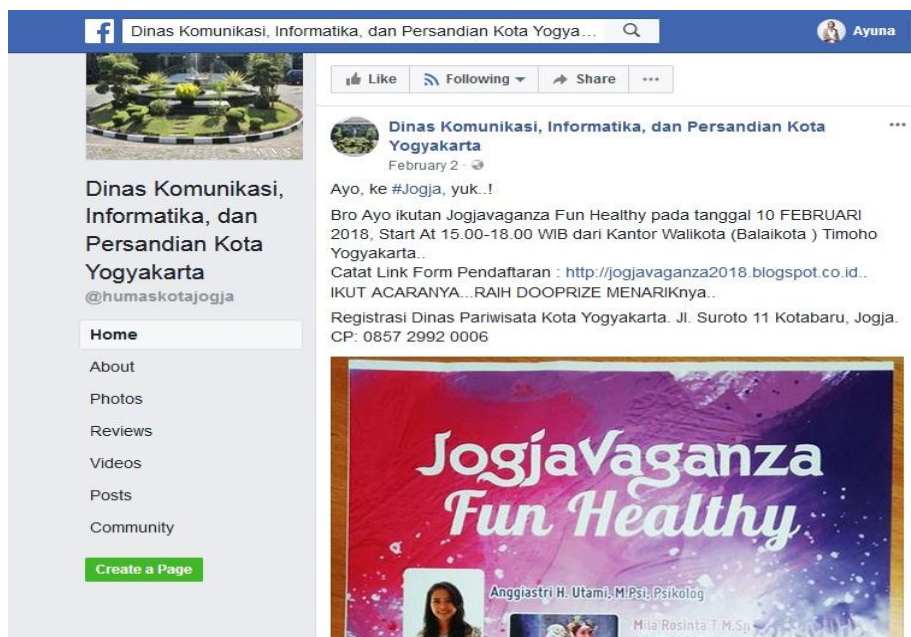 Dinas Komunikasi, Informatika, dan Persandian Kota Yogya...
Ayuna
Dinas Komunikasi,
Informatika, dan
Persandian Kota
Yogyakarta
@humaskotajogja
Home
About
Photos
Reviews
Videos
Posts
Community
Create a Page
Like
Following
Share
Dinas Komunikasi, Informatika, dan Persandian Kota
Yogyakarta
February 2 ·
Ayo, ke #Jogja, yuk..!
Bro Ayo ikutan Jogjavaganza Fun Healthy pada tanggal 10 FEBRUARI
2018, Start At 15.00-18.00 WIB dari Kantor Walikota (Balaikota ) Timoho
Yogyakarta..
Catat Link Form Pendaftaran : http://jogjavaganza2018.blogspot.co.id..
IKUT ACARANYA...RAIH DOOPRIZE MENARIKnya..
Registrasi Dinas Pariwisata Kota Yogyakarta. Jl. Suroto 11 Kotabaru, Jogja.
CP: 0857 2992 0006
JogjaVaganza
Fun Healthy
Anggiastri H. Utami, M.Psi, Psikolog
Mila Rosinta T M.Sn